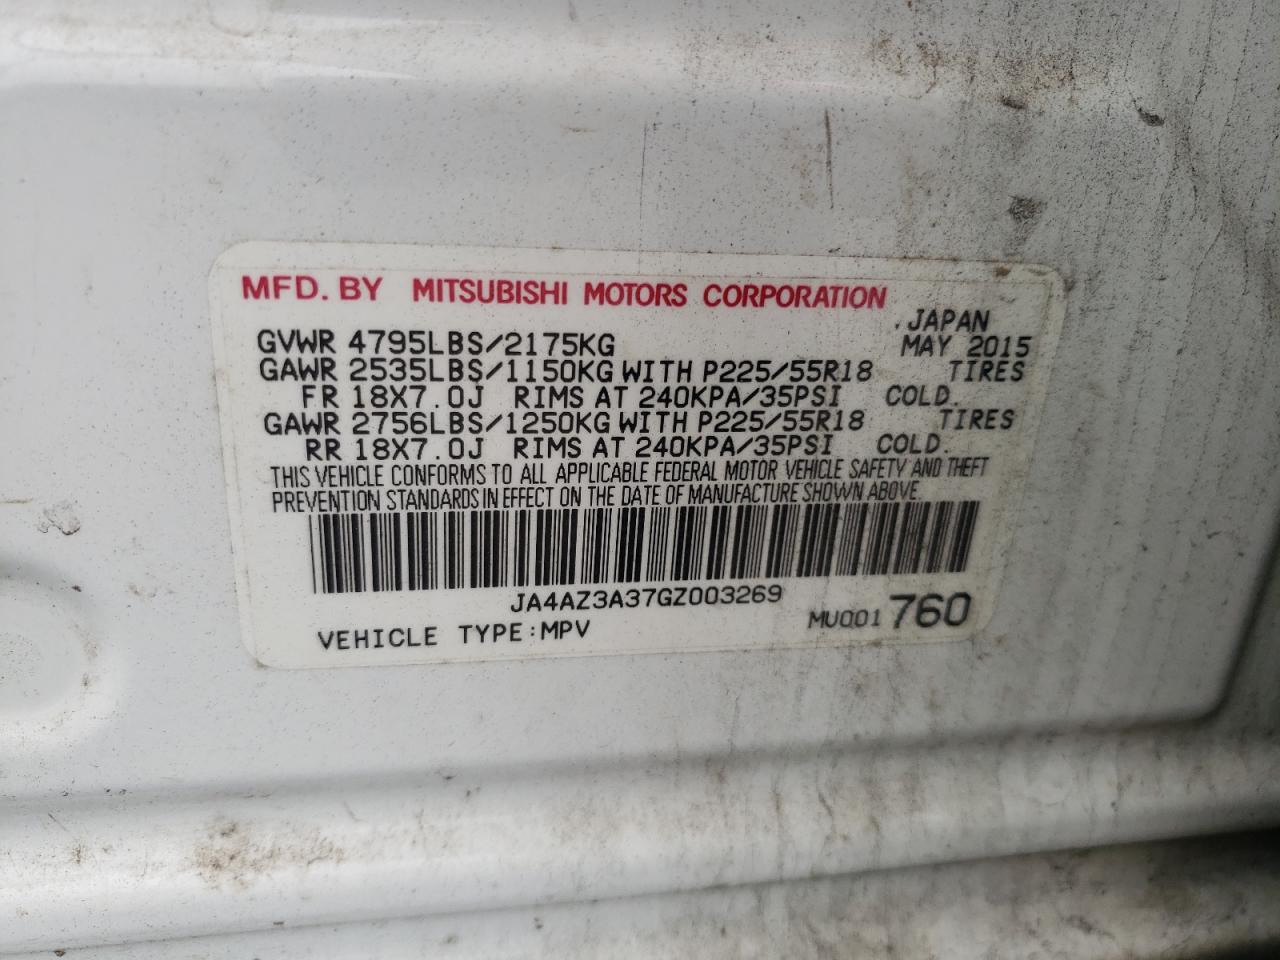 MFD. BY MITSUBISHI MOTORS CORPORATION
JAPAN
GVWR 4795LBS/2175KG MAY 2015
GAWR 2535LBS/1150KG WITH P225/55R18 TIRES
FR 18X7.0J RIMS AT 240KPA/35PSI COLD.
GAWR 2756LBS/1250KG WITH P225/55R18 TIRES
RR 18X7.0J RIMS AT 240KPA/35PSI COLD.
THIS VEHICLE CONFORMS TO ALL APPLICABLE FEDERAL MOTOR VEHICLE SAFETY AND THEFT
PREVENTION STANDARDS IN EFFECT ON THE DATE OF MANUFACTURE SHOWN ABOVE.
JA4AZ3A37GZ003269
VEHICLE TYPE:MPV MU001 760